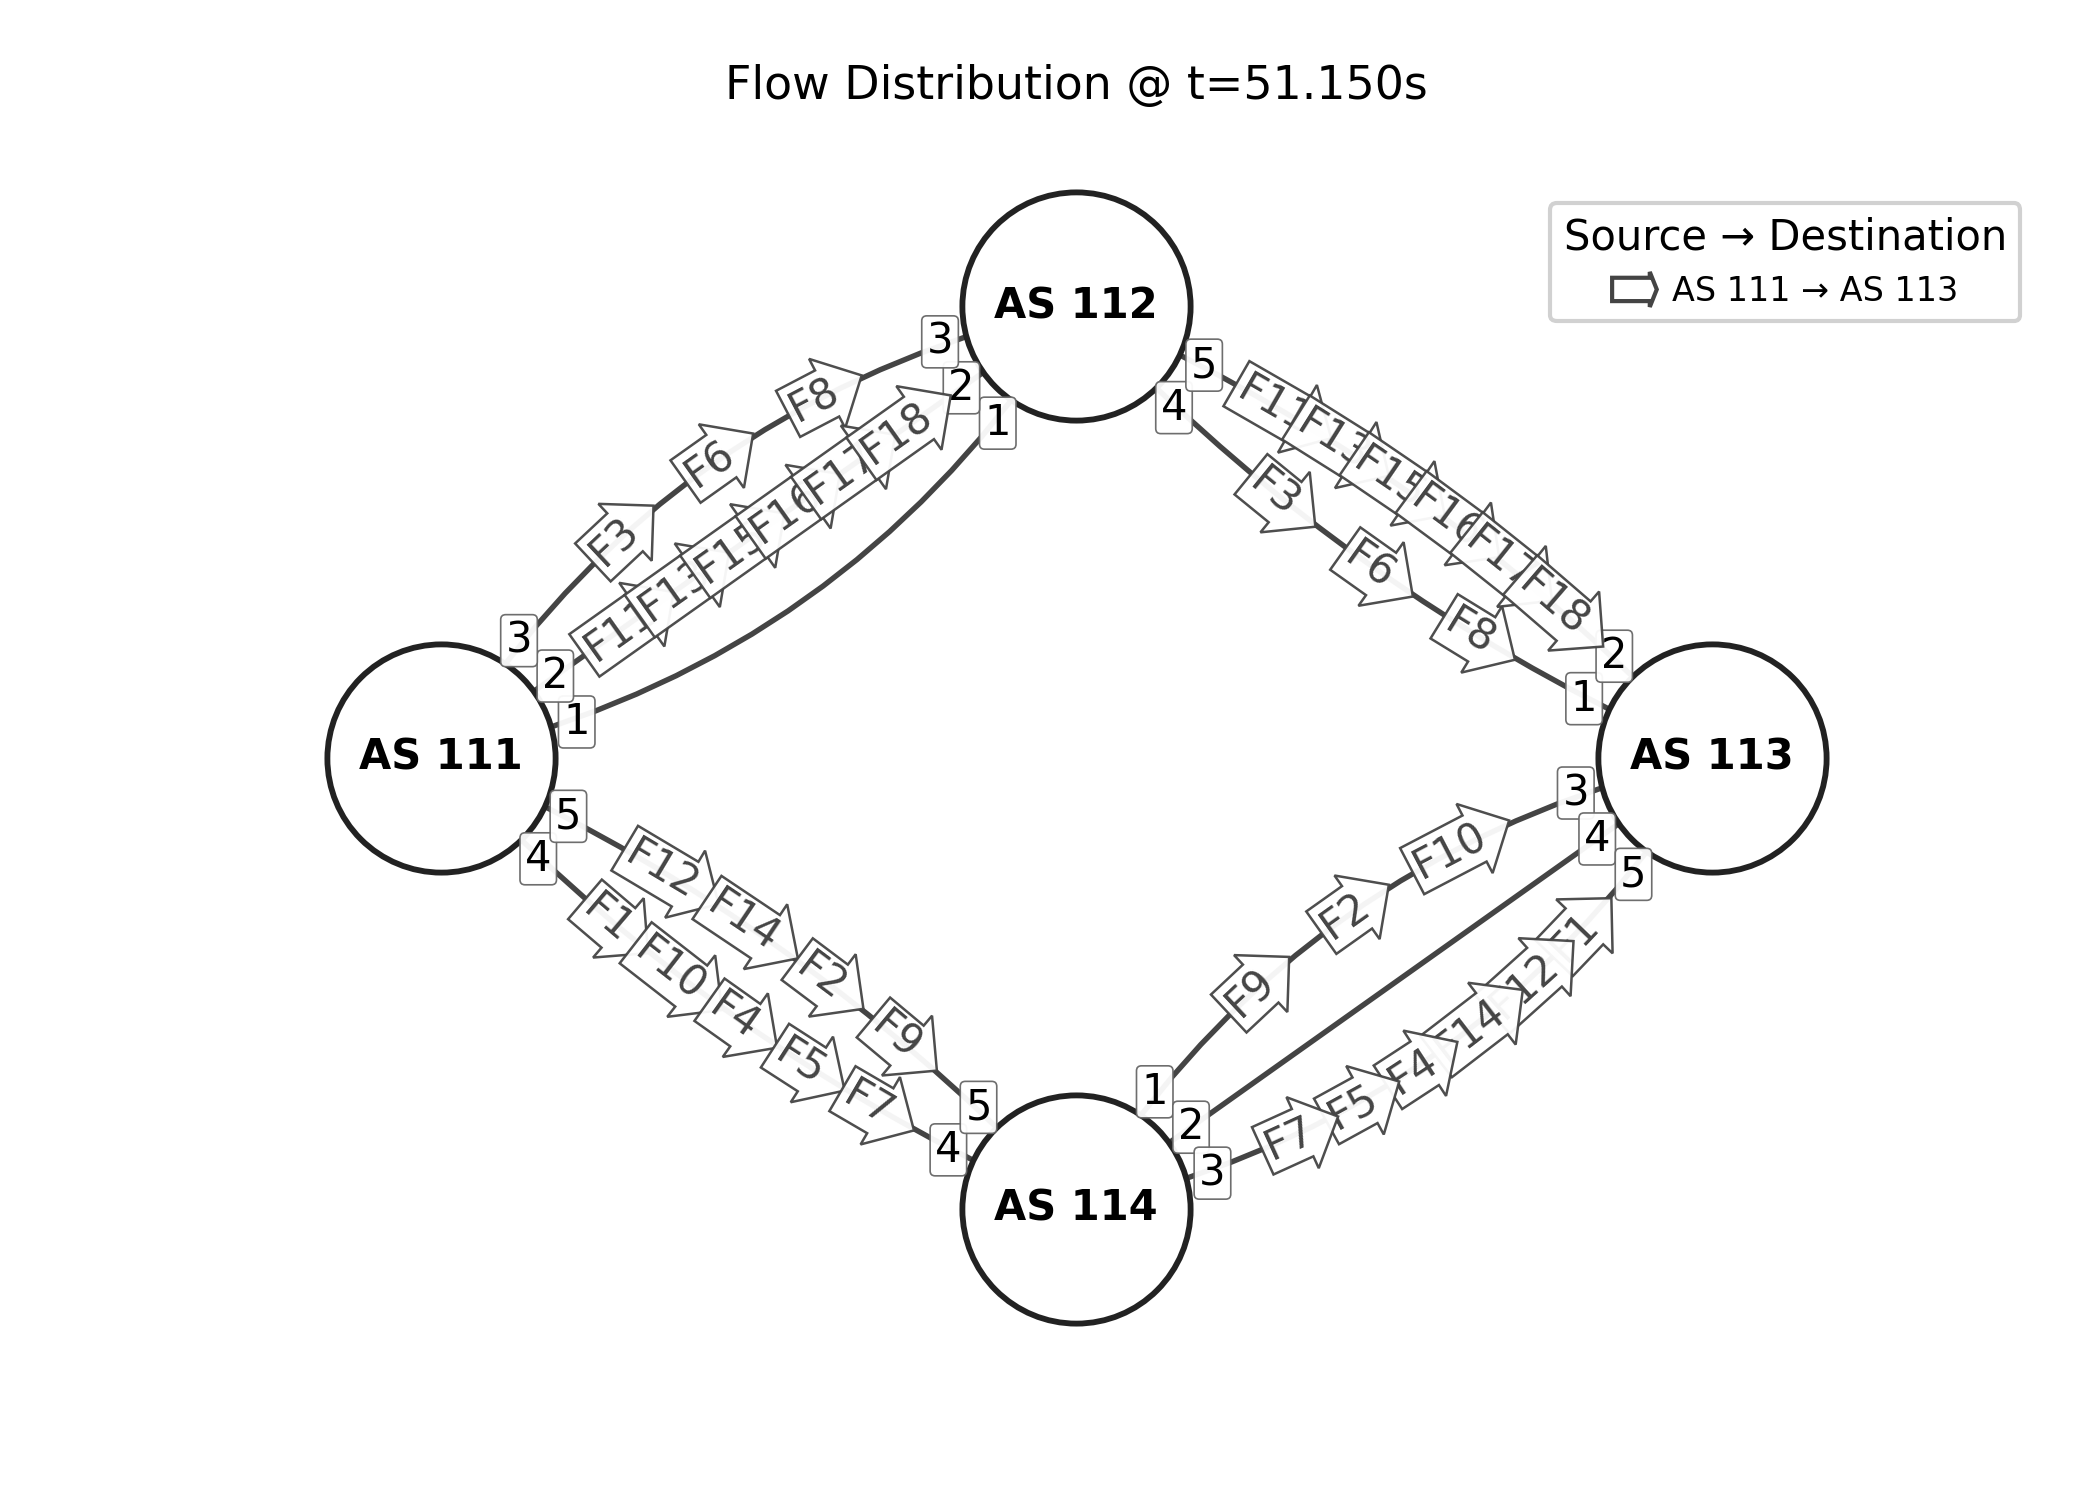 Flow Distribution @ t=51.150s
Source → Destination
AS 111 → AS 113
AS 112
3
2
1
5
4
F8
F6
F3
F18
F17
F16
F15
F13
F11
F11
F13
F15
F16
F17
F18
F3
F6
F8
3
2
1
2
1
AS 111
AS 113
5
4
3
4
5
F12
F14
F2
F9
F1
F10
F4
F5
F7
F10
F2
F9
F1
F12
F14
F4
F5
F7
5
4
1
2
3
AS 114